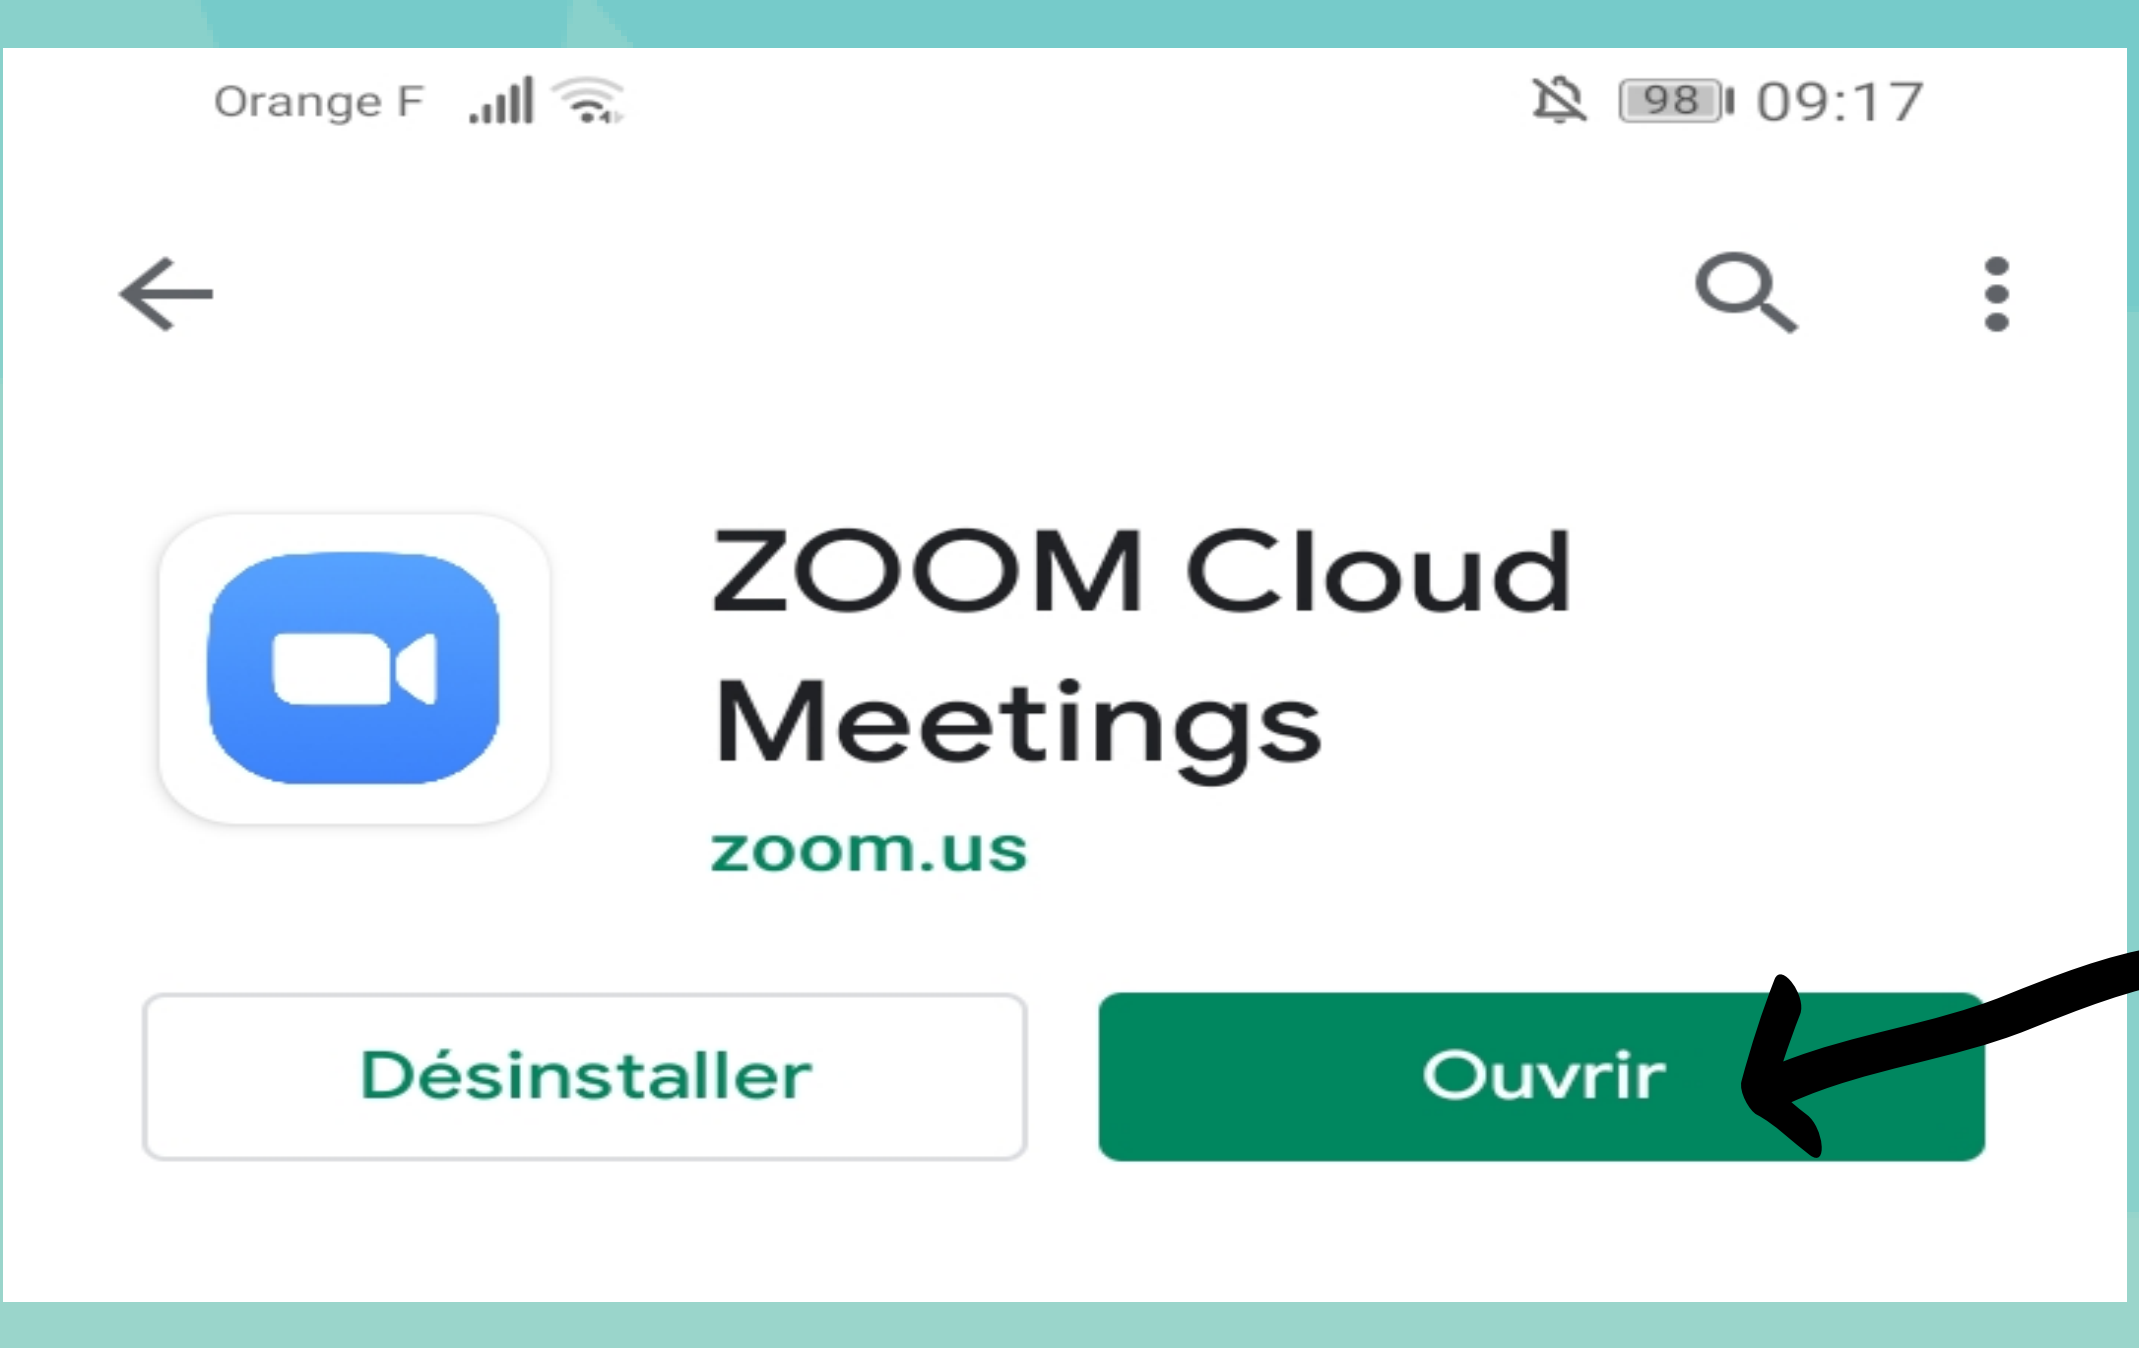 Orange F 98 09:17
ZOOM Cloud
Meetings
zoom.us
Désinstaller Ouvrir